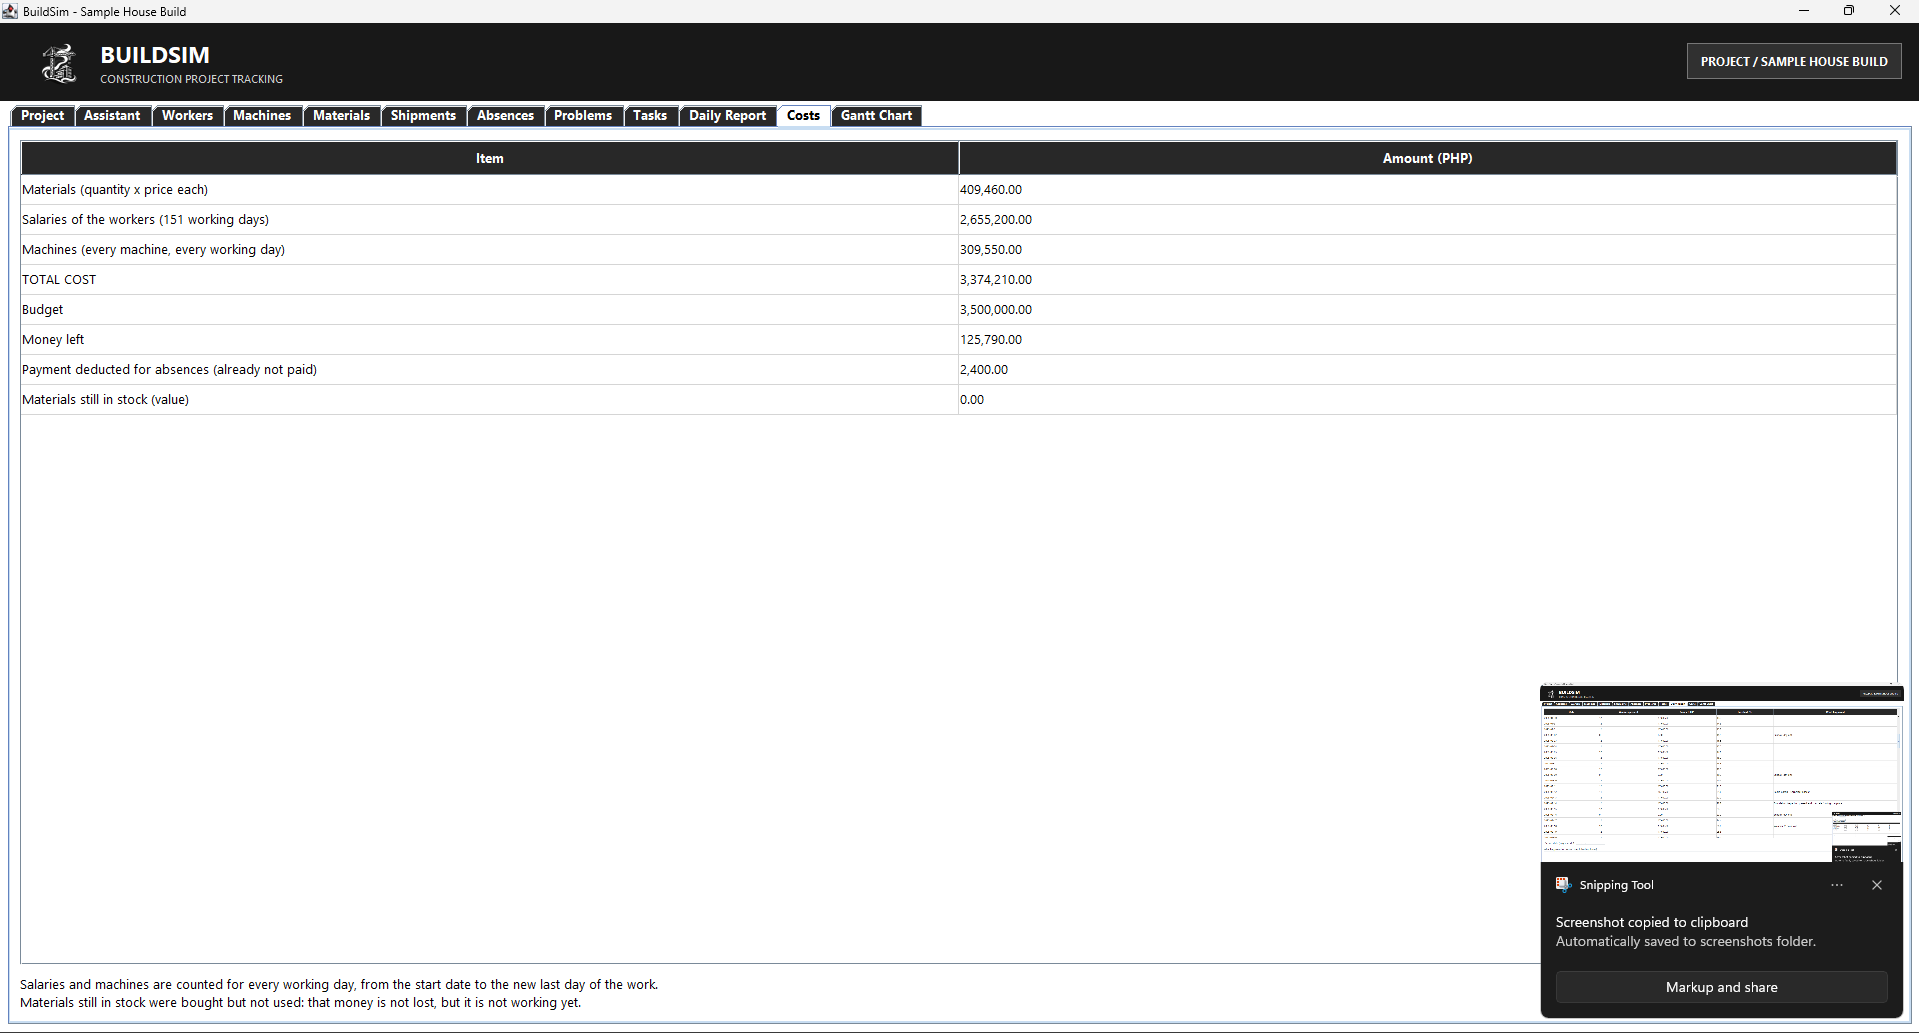 BuildSim - Sample House Build
BUILDSIM
CONSTRUCTION PROJECT TRACKING
PROJECT / SAMPLE HOUSE BUILD
Project Assistant Workers Machines Materials Shipments Absences Problems Tasks Daily Report Costs Gantt Chart
Item Amount (PHP)
Materials (quantity x price each) 409,460.00
Salaries of the workers (151 working days) 2,655,200.00
Machines (every machine, every working day) 309,550.00
TOTAL COST 3,374,210.00
Budget 3,500,000.00
Money left 125,790.00
Payment deducted for absences (already not paid) 2,400.00
Materials still in stock (value) 0.00
Salaries and machines are counted for every working day, from the start date to the new last day of the work.
Materials still in stock were bought but not used: that money is not lost, but it is not working yet.
BUILDSIM
Snipping Tool
Screenshot copied to clipboard
Automatically saved to screenshots folder.
Markup and share